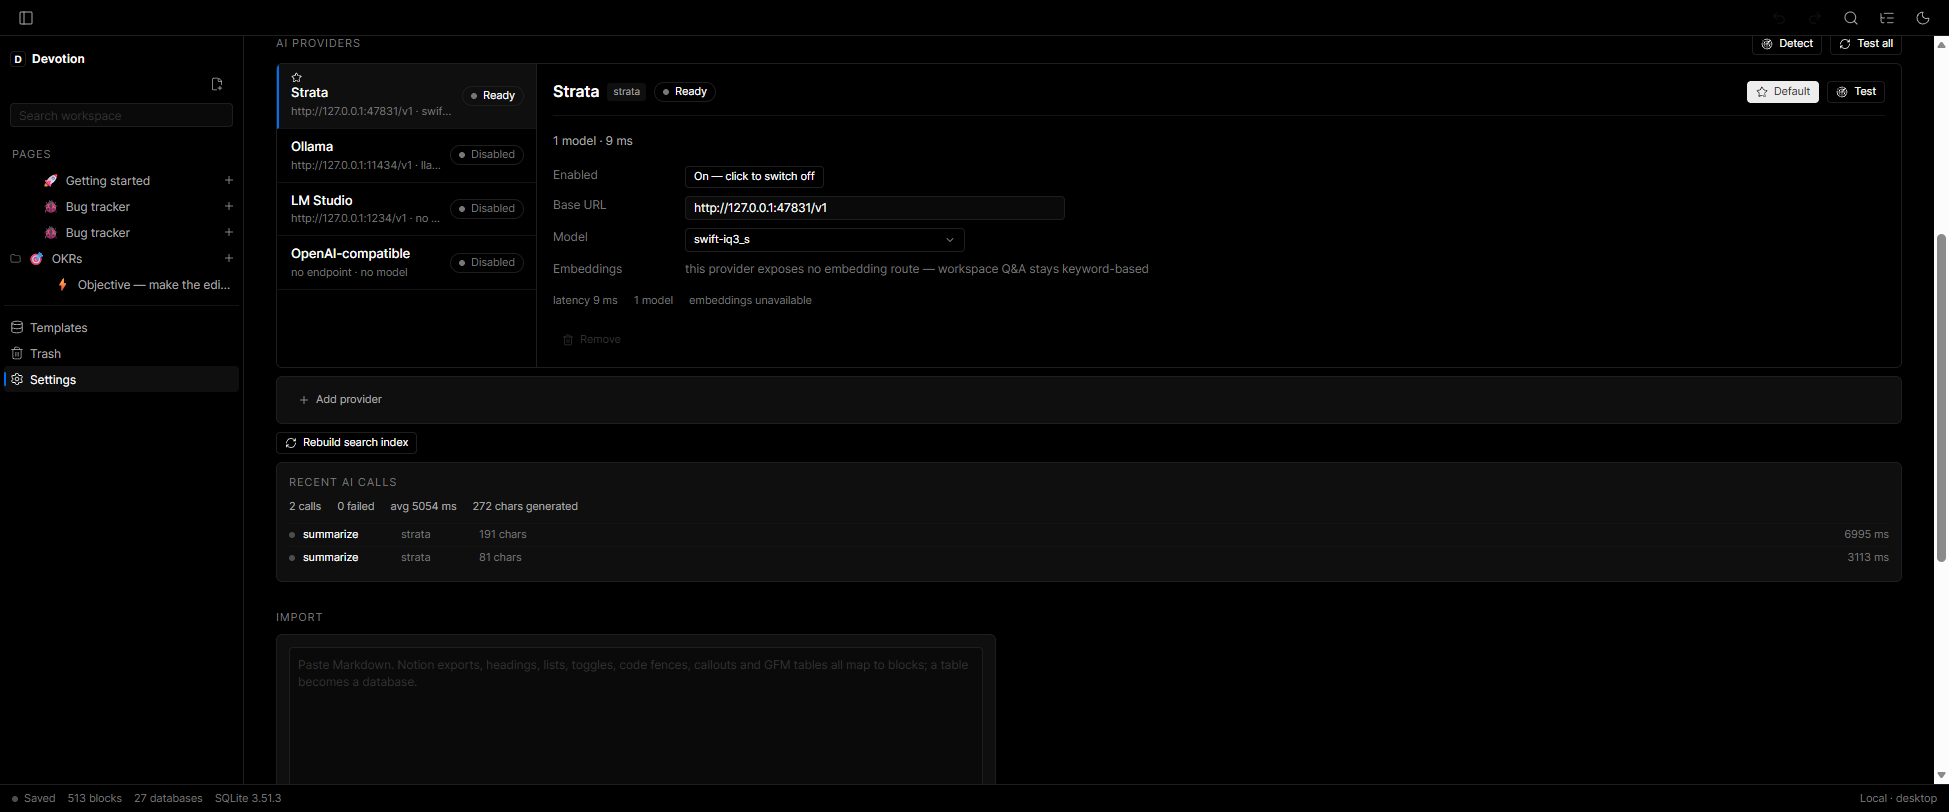 D Devotion
Search workspace
PAGES
Getting started
Bug tracker
Bug tracker
OKRs
Objective — make the edi...
Templates
Trash
Settings
AI PROVIDERS
Detect
Test all
Strata
http://127.0.0.1:47831/v1 · swif...
Ready
Ollama
http://127.0.0.1:11434/v1 · lla...
Disabled
LM Studio
http://127.0.0.1:1234/v1 · no ...
Disabled
OpenAI-compatible
no endpoint · no model
Disabled
Strata strata Ready
Default
Test
1 model · 9 ms
Enabled On — click to switch off
Base URL http://127.0.0.1:47831/v1
Model swift-iq3_s
Embeddings this provider exposes no embedding route — workspace Q&A stays keyword-based
latency 9 ms 1 model embeddings unavailable
Remove
Add provider
Rebuild search index
RECENT AI CALLS
2 calls 0 failed avg 5054 ms 272 chars generated
summarize strata 191 chars 6995 ms
summarize strata 81 chars 3113 ms
IMPORT
Paste Markdown. Notion exports, headings, lists, toggles, code fences, callouts and GFM tables all map to blocks; a table
becomes a database.
Saved 513 blocks 27 databases SQLite 3.51.3
Local · desktop